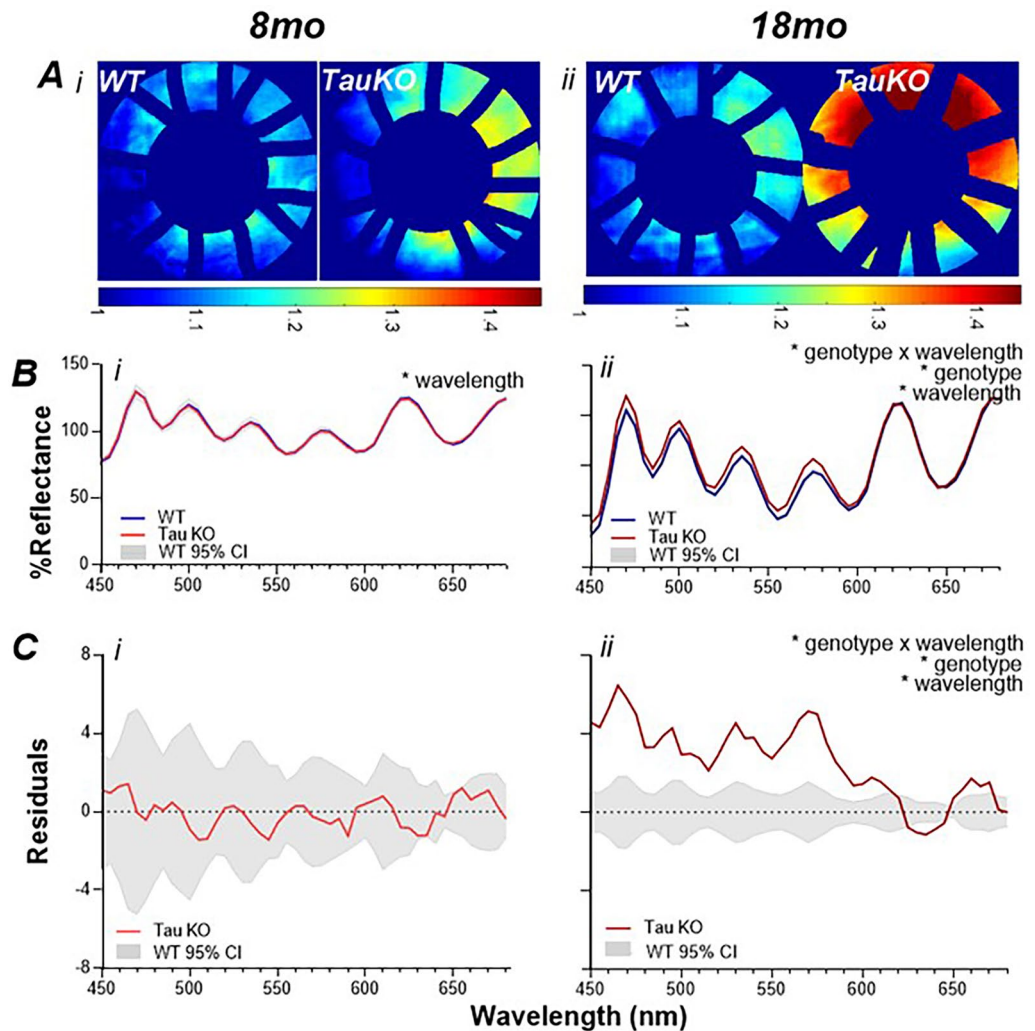 8mo
18mo
A i
WT
TauKO
ii
WT
TauKO
1 1.1 1.2 1.3 1.4
1 1.1 1.2 1.3 1.4
B i
* wavelength
150
100
50
0
%Reflectance
WT
Tau KO
WT 95% CI
450 500 550 600 650
ii
* genotype x wavelength
* genotype
* wavelength
WT
Tau KO
WT 95% CI
450 500 550 600 650
C i
8
4
0
-4
-8
Residuals
Tau KO
WT 95% CI
450 500 550 600 650
ii
* genotype x wavelength
* genotype
* wavelength
Tau KO
WT 95% CI
450 500 550 600 650
Wavelength (nm)